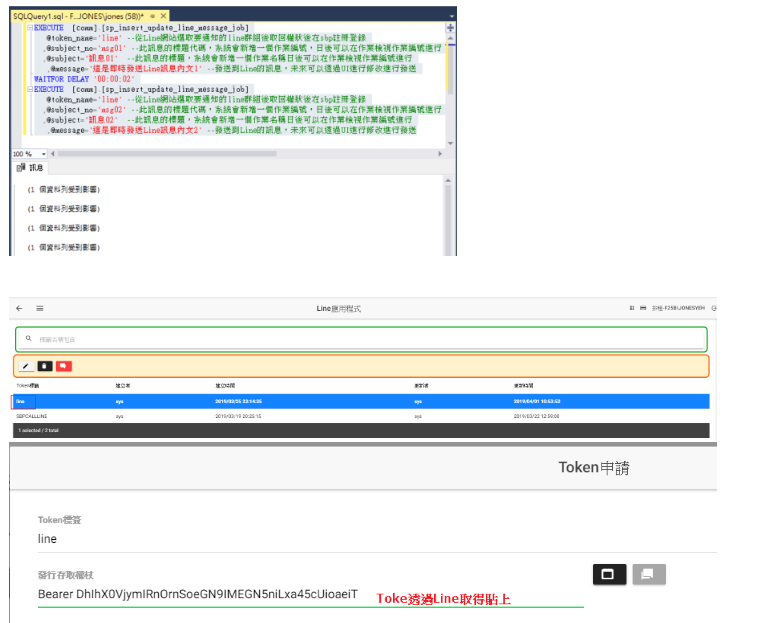 SQLQuery1.sql - F...JONES\jones (58))*
EXECUTE [comm].[sp_insert_update_line_message_job]
@token_name='line' --從Line網站選取要通知的line群組後取回權狀後在sbp註冊登錄
,@subject_no='msg01' --此訊息的標題代碼，系統會新增一個作業編號，日後可以在作業檢視作業編號進行
,@subject='訊息01' --此訊息的標題，系統會新增一個作業名稱日後可以在作業檢視作業編號進行
,@message='這是即時發送Line訊息內文1' --發送到Line的訊息，未來可以透過UI進行修改進行發送
WAITFOR DELAY '00:00:02'
EXECUTE [comm].[sp_insert_update_line_message_job]
@token_name='line' --從Line網站選取要通知的line群組後取回權狀後在sbp註冊登錄
,@subject_no='msg02' --此訊息的標題代碼，系統會新增一個作業編號，日後可以在作業檢視作業編號進行
,@subject='訊息02' --此訊息的標題，系統會新增一個作業名稱日後可以在作業檢視作業編號進行
,@message='這是即時發送Line訊息內文2' --發送到Line的訊息，未來可以透過UI進行修改進行發送
100 %
訊息
(1 個資料列受到影響)
(1 個資料列受到影響)
(1 個資料列受到影響)
(1 個資料列受到影響)
Line應用程式
TOKEN標籤 建立者 建立時間 更新者 更新時間
line sys 2019/03/25 23:14:35 sys 2019/04/01 10:53:53
SBPCALLLINE sys 2019/03/19 20:25:15 sys 2019/03/22 12:59:00
1 selected / 2 total
Token申請
Token標簽
line
發行存取權杖
Bearer DhIhX0VjymIRnOrnSoeGN9IMEGN5niLxa45cUioaeiT
Toke透過Line取得貼上